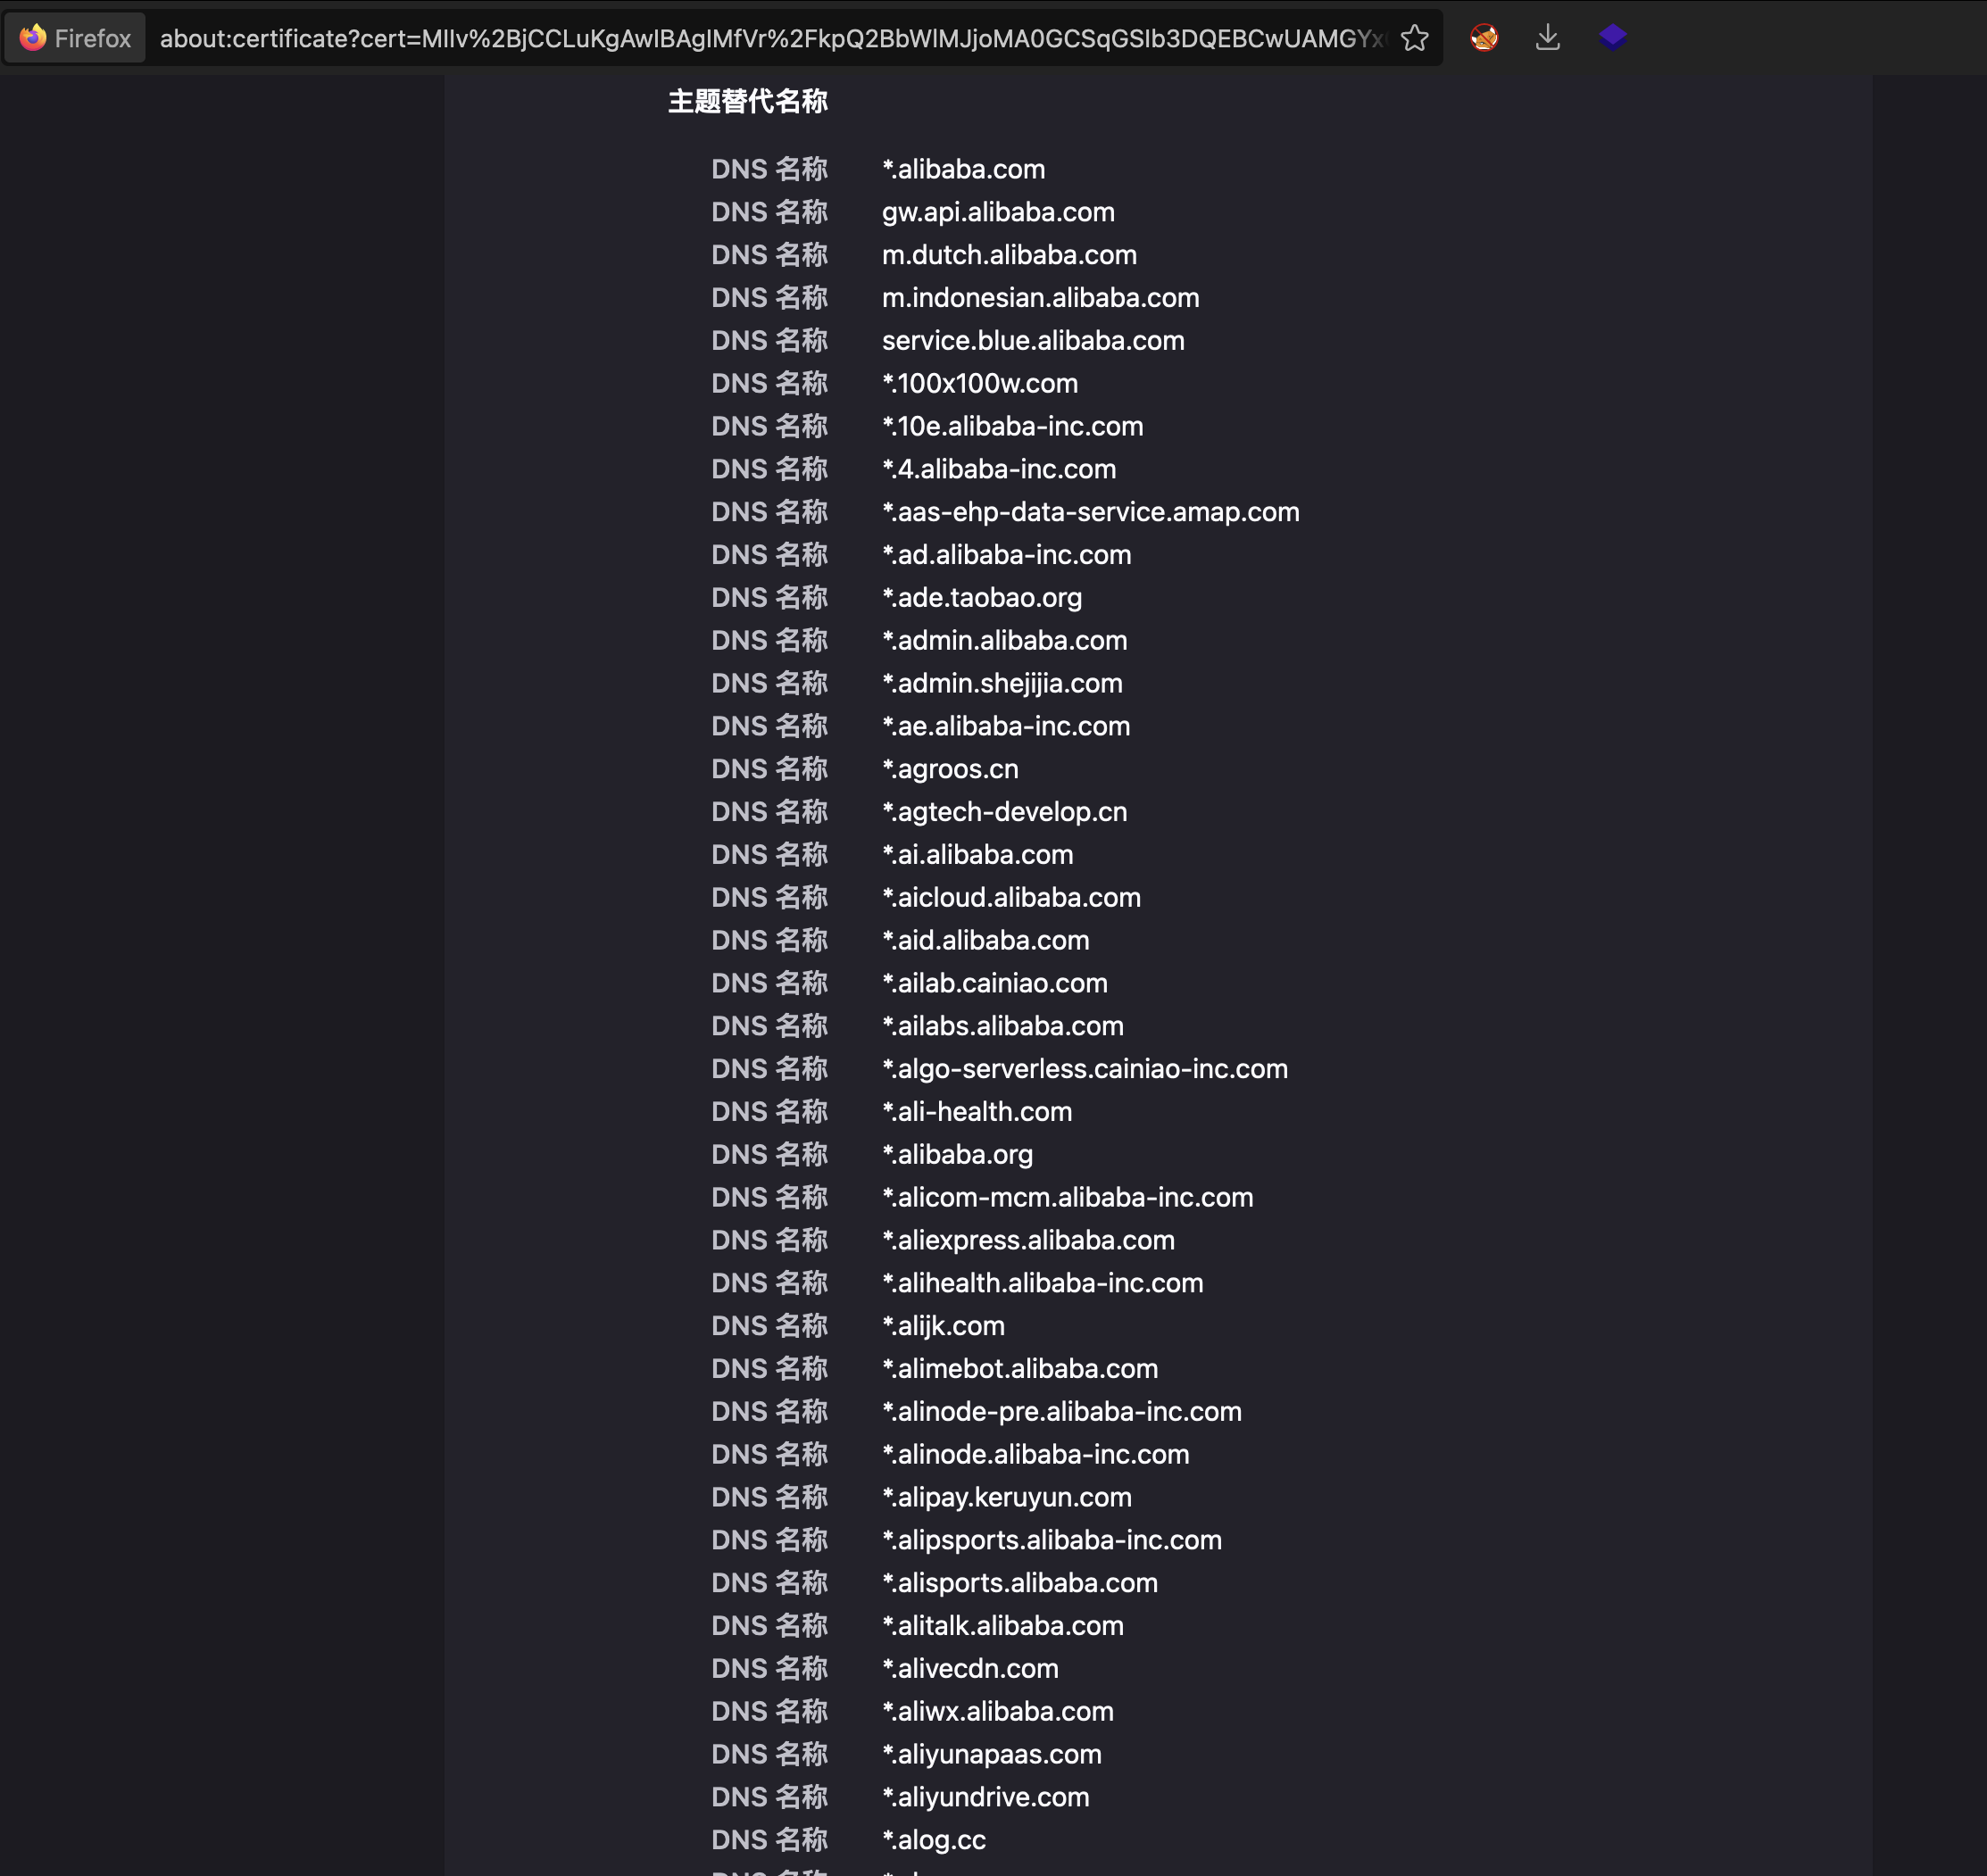 Firefox about:certificate?cert=MIIv%2BjCCLuKgAwIBAgIMfVr%2FkpQ2BbWIMJjoMA0GCSqGSIb3DQEBCwUAMGYx
主题替代名称
DNS 名称 *.alibaba.com
DNS 名称 gw.api.alibaba.com
DNS 名称 m.dutch.alibaba.com
DNS 名称 m.indonesian.alibaba.com
DNS 名称 service.blue.alibaba.com
DNS 名称 *.100x100w.com
DNS 名称 *.10e.alibaba-inc.com
DNS 名称 *.4.alibaba-inc.com
DNS 名称 *.aas-ehp-data-service.amap.com
DNS 名称 *.ad.alibaba-inc.com
DNS 名称 *.ade.taobao.org
DNS 名称 *.admin.alibaba.com
DNS 名称 *.admin.shejijia.com
DNS 名称 *.ae.alibaba-inc.com
DNS 名称 *.agroos.cn
DNS 名称 *.agtech-develop.cn
DNS 名称 *.ai.alibaba.com
DNS 名称 *.aicloud.alibaba.com
DNS 名称 *.aid.alibaba.com
DNS 名称 *.ailab.cainiao.com
DNS 名称 *.ailabs.alibaba.com
DNS 名称 *.algo-serverless.cainiao-inc.com
DNS 名称 *.ali-health.com
DNS 名称 *.alibaba.org
DNS 名称 *.alicom-mcm.alibaba-inc.com
DNS 名称 *.aliexpress.alibaba.com
DNS 名称 *.alihealth.alibaba-inc.com
DNS 名称 *.alijk.com
DNS 名称 *.alimebot.alibaba.com
DNS 名称 *.alinode-pre.alibaba-inc.com
DNS 名称 *.alinode.alibaba-inc.com
DNS 名称 *.alipay.keruyun.com
DNS 名称 *.alipsports.alibaba-inc.com
DNS 名称 *.alisports.alibaba.com
DNS 名称 *.alitalk.alibaba.com
DNS 名称 *.alivecdn.com
DNS 名称 *.aliwx.alibaba.com
DNS 名称 *.aliyunapaas.com
DNS 名称 *.aliyundrive.com
DNS 名称 *.alog.cc